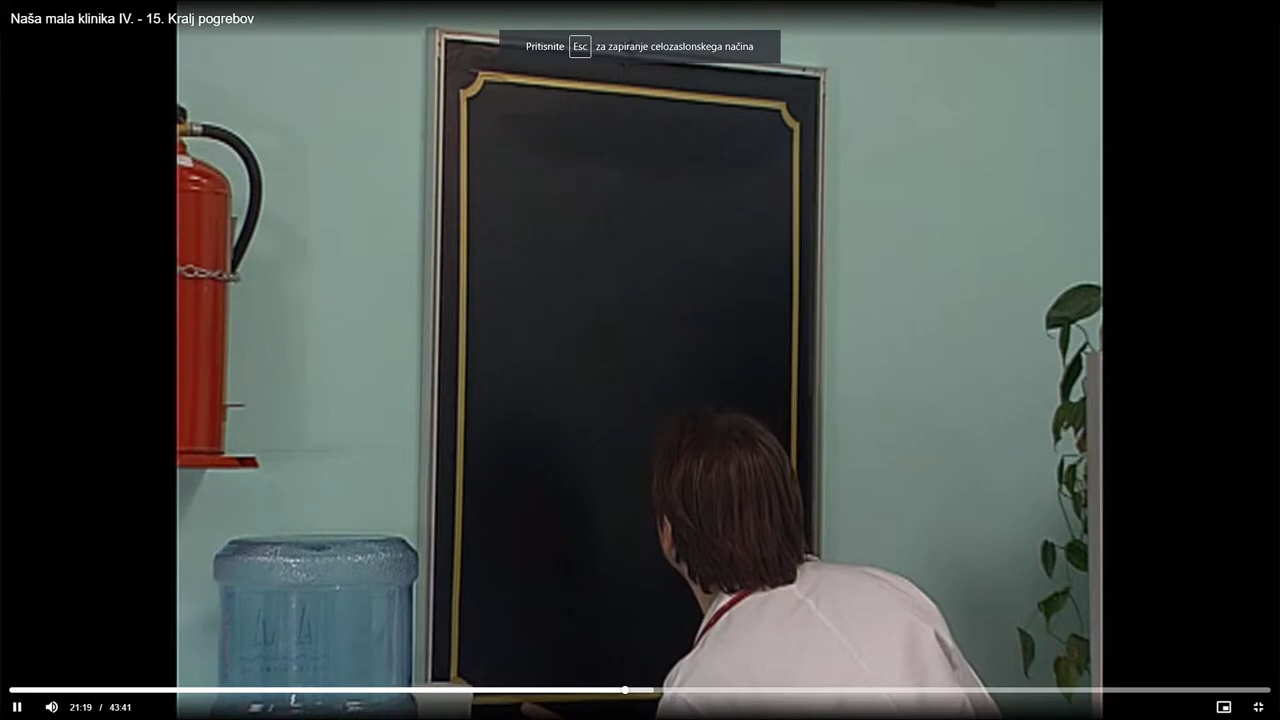 Naša mala klinika IV. - 15. Kralj pogrebov
Pritisnite Esc za zapiranje celozaslonskega načina
21:19 / 43:41